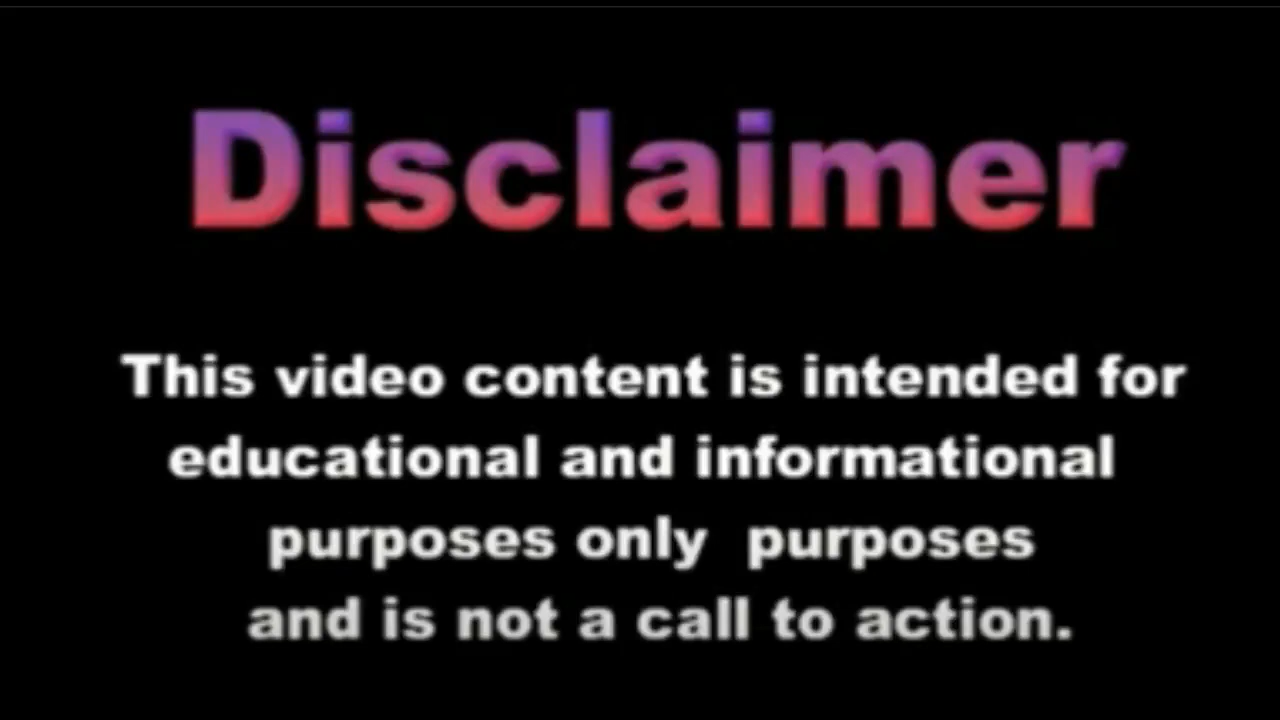 Disclaimer
This video content is intended for
educational and informational
purposes only  purposes
and is not a call to action.